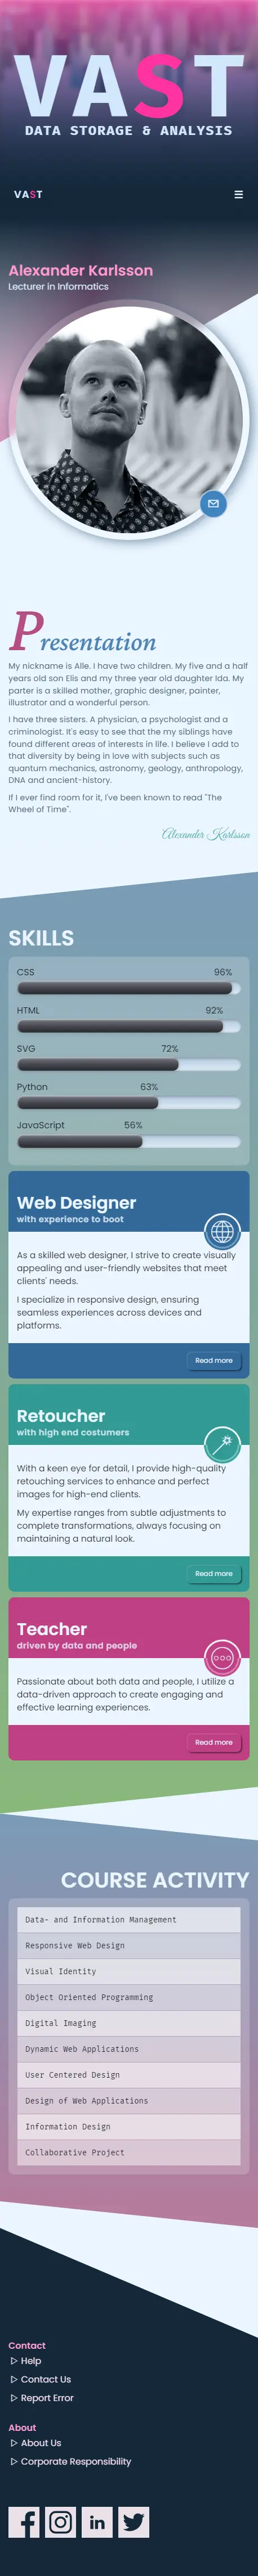 VAST
DATA STORAGE & ANALYSIS
VAST
Alexander Karlsson
Lecturer in Informatics
Presentation
My nickname is Alle. I have two children. My five and a half
years old son Elis and my three year old daughter Ida. My
parter is a skilled mother, graphic designer, painter,
illustrator and a wonderful person.
I have three sisters. A physician, a psychologist and a
criminologist. It's easy to see that the my siblings have
found different areas of interests in life. I believe I add to
that diversity by being in love with subjects such as
quantum mechanics, astronomy, geology, anthropology,
DNA and ancient-history.
If I ever find room for it, I've been known to read "The
Wheel of Time".
Alexander Karlsson
SKILLS
CSS 96%
HTML 92%
SVG 72%
Python 63%
JavaScript 56%
Web Designer
with experience to boot
As a skilled web designer, I strive to create visually
appealing and user-friendly websites that meet
clients' needs.
I specialize in responsive design, ensuring
seamless experiences across devices and
platforms.
Read more
Retoucher
with high end costumers
With a keen eye for detail, I provide high-quality
retouching services to enhance and perfect
images for high-end clients.
My expertise ranges from subtle adjustments to
complete transformations, always focusing on
maintaining a natural look.
Read more
Teacher
driven by data and people
Passionate about both data and people, I utilize a
data-driven approach to create engaging and
effective learning experiences.
Read more
COURSE ACTIVITY
Data- and Information Management
Responsive Web Design
Visual Identity
Object Oriented Programming
Digital Imaging
Dynamic Web Applications
User Centered Design
Design of Web Applications
Information Design
Collaborative Project
Contact
Help
Contact Us
Report Error
About
About Us
Corporate Responsibility